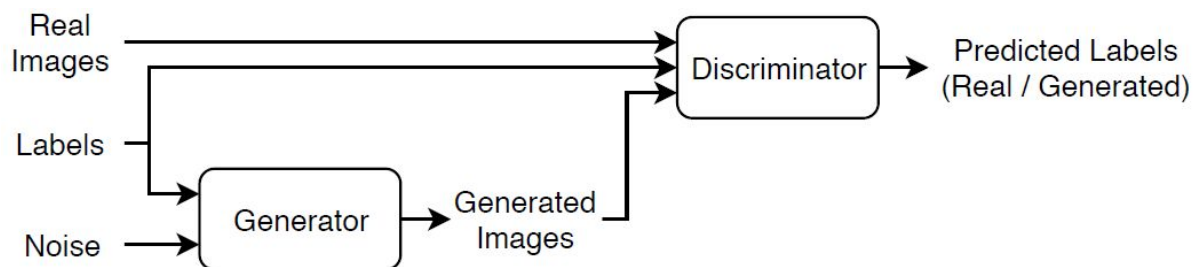 Real
Images
Discriminator
Predicted Labels
(Real / Generated)
Labels
Generator
Generated
Images
Noise